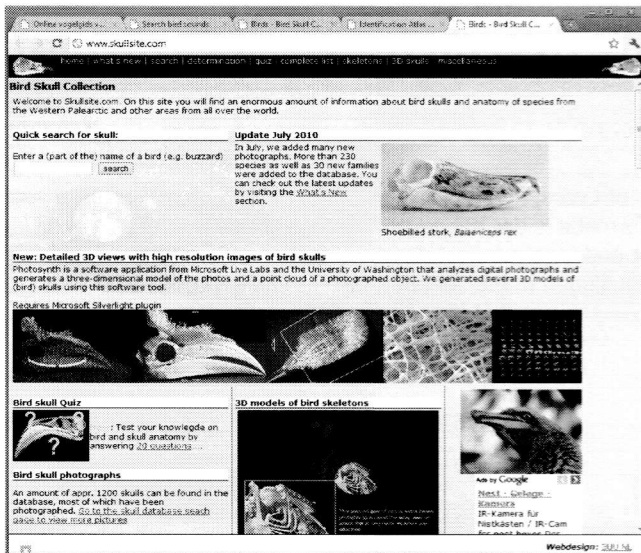 Online vogelgids v...
Search bird sounds
Birds - Bird Skull C...
Identification Atlas ...
Birds - Bird Skull C...
www.skullsite.com
home | what's new | search | determination | quiz | complete list | skeletons | 3D skulls | miscellaneous
Bird Skull Collection
Welcome to Skullsite.com. On this site you will find an enormous amount of information about bird skulls and anatomy of species from
the Western Palearctic and other areas from all over the world.
Quick search for skull:
Enter a (part of the) name of a bird (e.g. buzzard)
search
Update July 2010
In July, we added many new
photographs. More than 230
species as well as 30 new families
were added to the database. You
can check out the latest updates
by visiting the What's New
section.
Shoebilled stork, Balaeniceps rex
New: Detailed 3D views with high resolution images of bird skulls
Photosynth is a software application from Microsoft Live Labs and the University of Washington that analyzes digital photographs and
generates a three-dimensional model of the photos and a point cloud of a photographed object. We generated several 3D models of
(bird) skulls using this software tool.
Requires Microsoft Silverlight plugin
Bird skull Quiz
? ? ?
: Test your knowlegde on
bird and skull anatomy by
answering 20 questions ...
Bird skull photographs
An amount of appr. 1200 skulls can be found in the
database, most of which have been
photographed. Go to the skull database seach
page to view more pictures
3D models of bird skeletons
Ads by Google
Nest - Gelege -
Kamera
IR-Kamera für
Nistkästen / IR-Cam
for nest boxes Der
Webdesign: